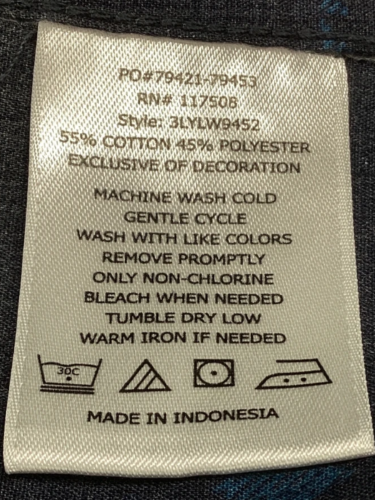 PO#79421-79453
RN# 117508
Style: 3LYLW9452
55% COTTON 45% POLYESTER
EXCLUSIVE OF DECORATION
MACHINE WASH COLD
GENTLE CYCLE
WASH WITH LIKE COLORS
REMOVE PROMPTLY
ONLY NON-CHLORINE
BLEACH WHEN NEEDED
TUMBLE DRY LOW
WARM IRON IF NEEDED
30C
MADE IN INDONESIA